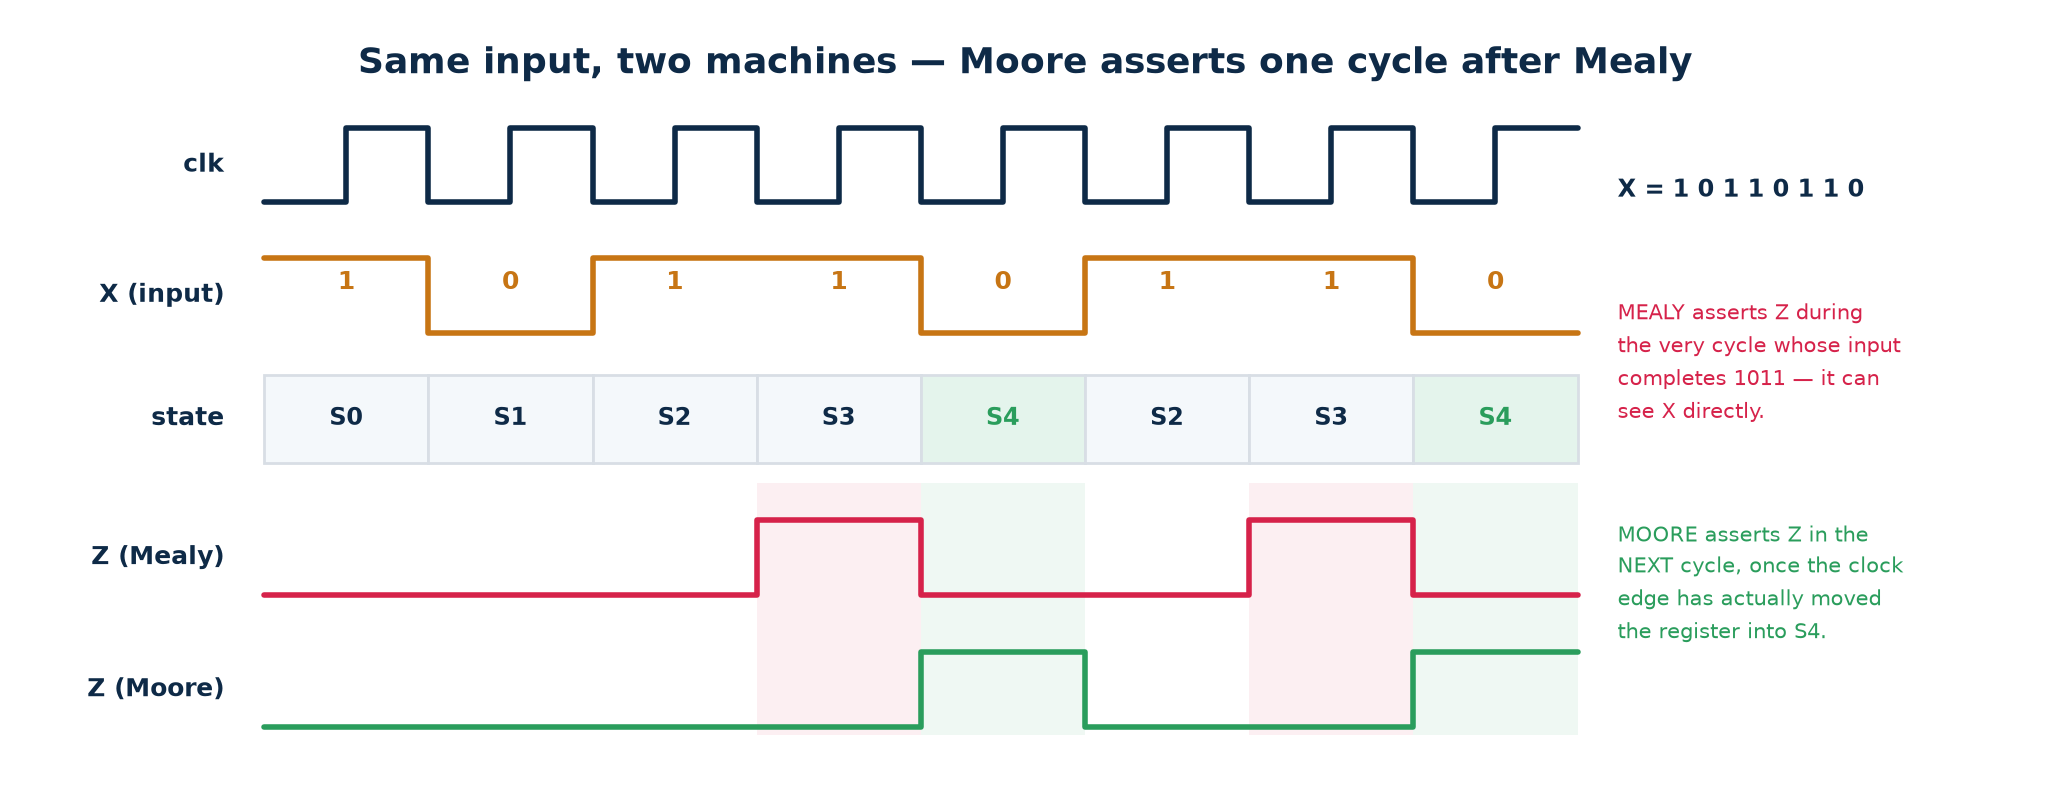 Same input, two machines — Moore asserts one cycle after Mealy
clk
X = 1 0 1 1 0 1 1 0
X (input)
1 0 1 1 0 1 1 0
MEALY asserts Z during
the very cycle whose input
completes 1011 — it can
see X directly.
state
S0 S1 S2 S3 S4 S2 S3 S4
Z (Mealy)
MOORE asserts Z in the
NEXT cycle, once the clock
edge has actually moved
the register into S4.
Z (Moore)